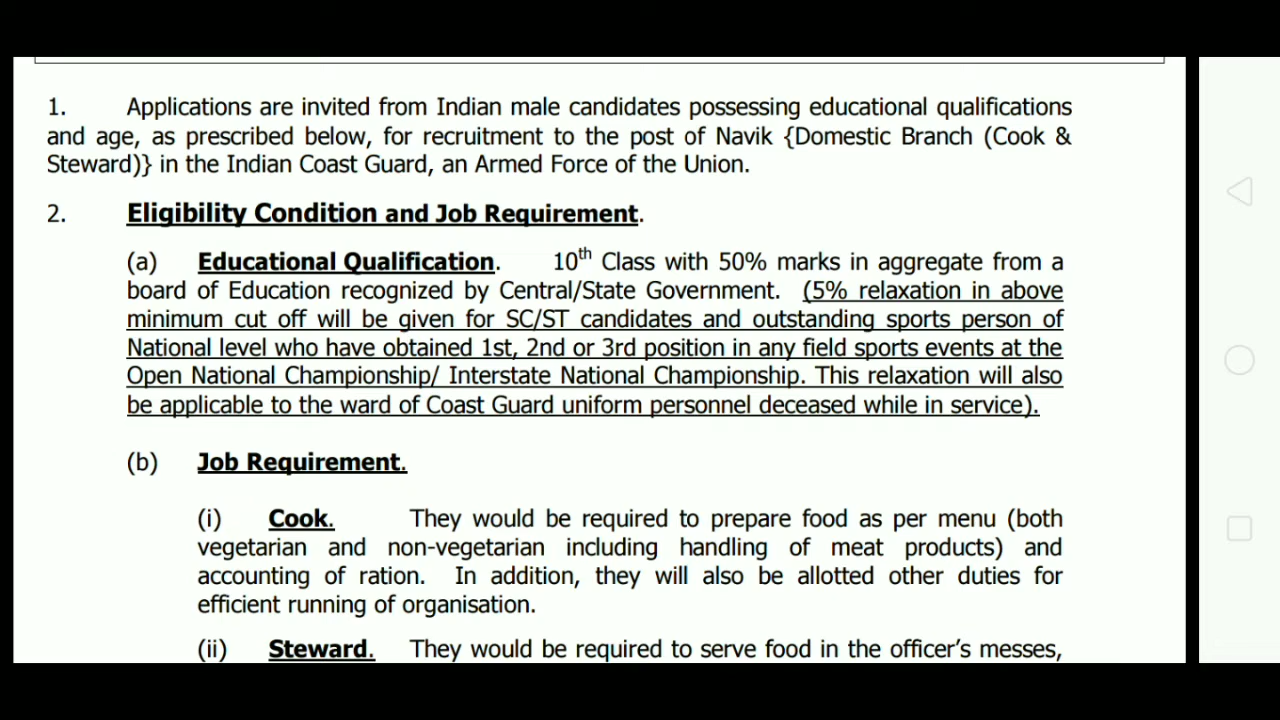 1. Applications are invited from Indian male candidates possessing educational qualifications
and age, as prescribed below, for recruitment to the post of Navik {Domestic Branch (Cook &
Steward)} in the Indian Coast Guard, an Armed Force of the Union.
2. Eligibility Condition and Job Requirement.
(a) Educational Qualification. 10th Class with 50% marks in aggregate from a
board of Education recognized by Central/State Government. (5% relaxation in above
minimum cut off will be given for SC/ST candidates and outstanding sports person of
National level who have obtained 1st, 2nd or 3rd position in any field sports events at the
Open National Championship/ Interstate National Championship. This relaxation will also
be applicable to the ward of Coast Guard uniform personnel deceased while in service).
(b) Job Requirement.
(i) Cook. They would be required to prepare food as per menu (both
vegetarian and non-vegetarian including handling of meat products) and
accounting of ration. In addition, they will also be allotted other duties for
efficient running of organisation.
(ii) Steward. They would be required to serve food in the officer's messes,